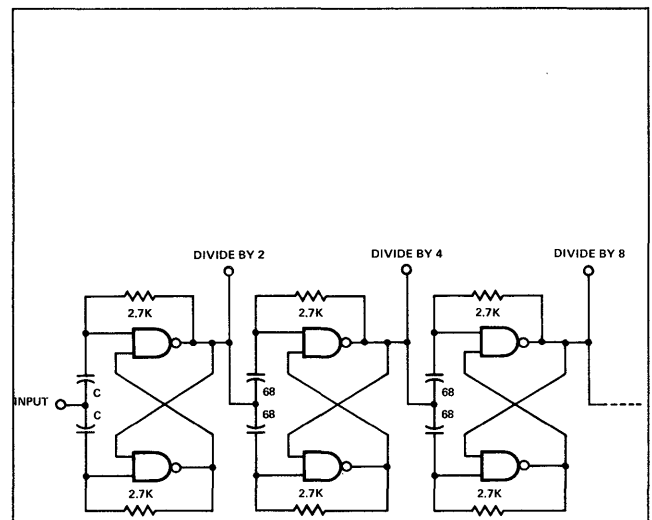 DIVIDE BY 2 DIVIDE BY 4 DIVIDE BY 8
2.7K 2.7K 2.7K
INPUT
C 68 68
C 68 68
2.7K 2.7K 2.7K